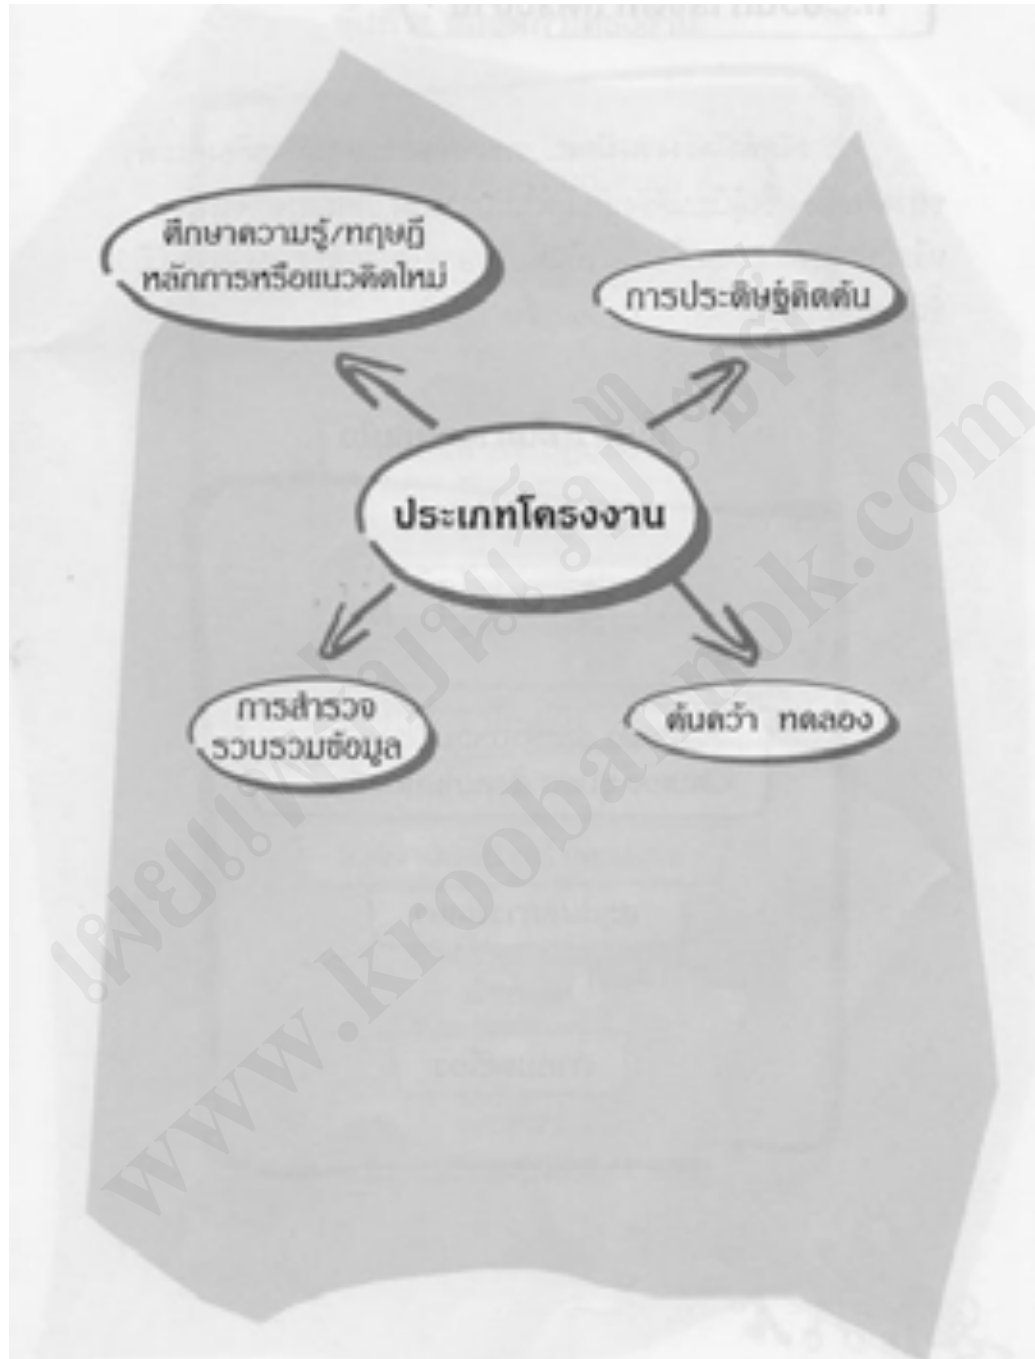 ศึกษาความรู้/ทฤษฎี
หลักการหรือแนวคิดใหม่
การประดิษฐ์คิดค้น
ประเภทโครงงาน
การสำรวจ
รวบรวมข้อมูล
ค้นคว้า ทดลอง
www.kroobannok.com